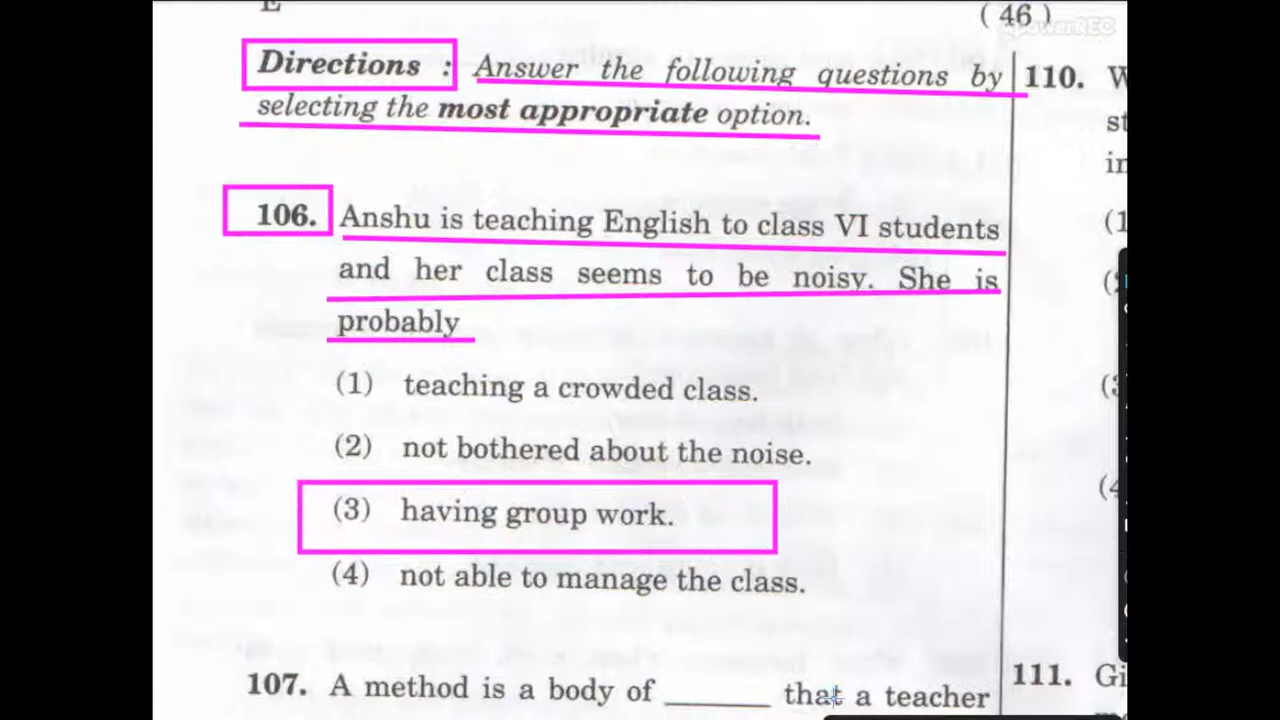 ( 46 )
Directions : Answer the following questions by
selecting the most appropriate option.
106. Anshu is teaching English to class VI students
and her class seems to be noisy. She is
probably
(1) teaching a crowded class.
(2) not bothered about the noise.
(3) having group work.
(4) not able to manage the class.
107. A method is a body of ______ that a teacher
110.
111.